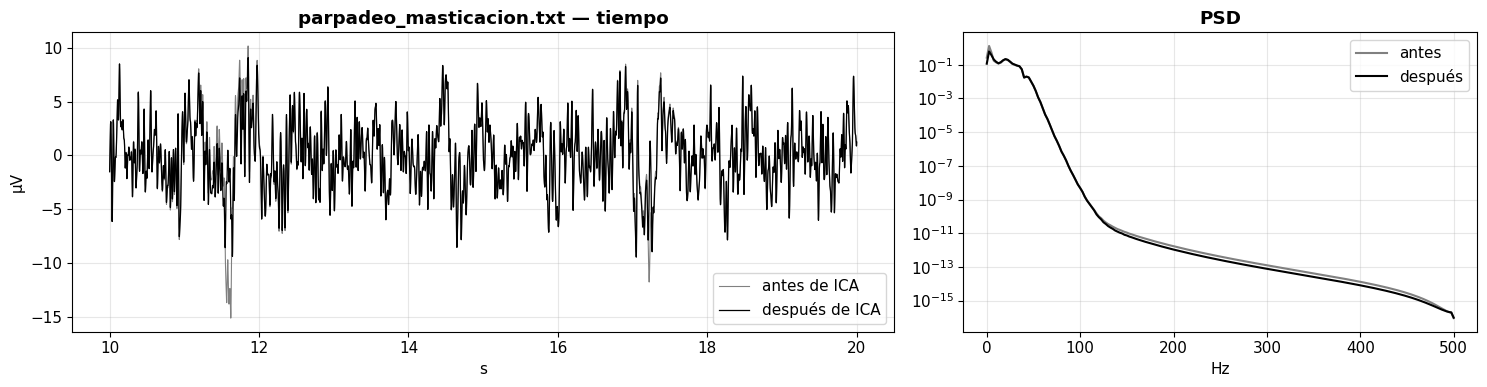 parpadeo_masticacion.txt — tiempo
10
5
0
−5
−10
−15
µV
10
12
14
16
18
20
s
antes de ICA
después de ICA
PSD
10⁻¹
10⁻³
10⁻⁵
10⁻⁷
10⁻⁹
10⁻¹¹
10⁻¹³
10⁻¹⁵
0
100
200
300
400
500
Hz
antes
después